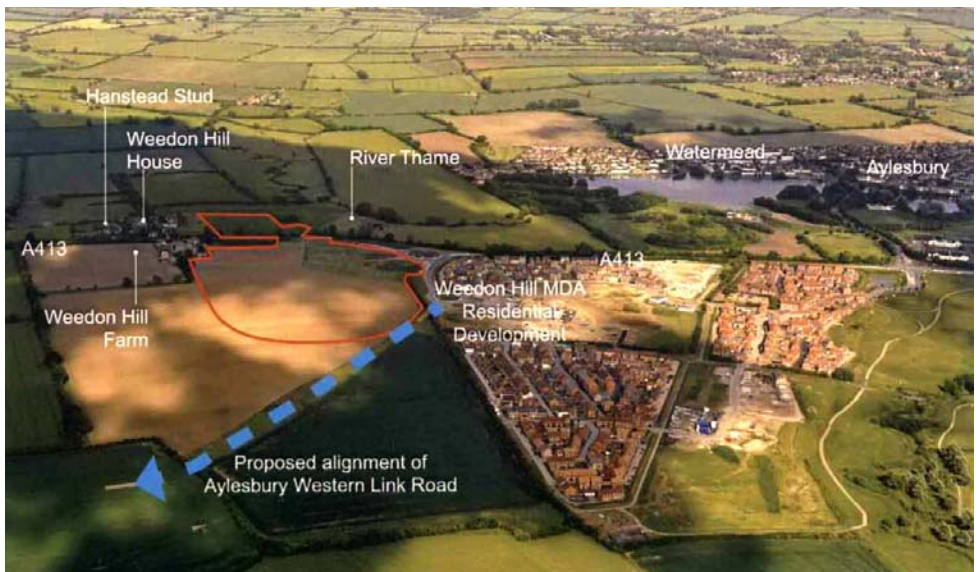 Hanstead Stud
Weedon Hill
House
River Thame
Watermead
Aylesbury
A413
A413
Weedon Hill
Farm
Weedon Hill MDA
Residential
Development
Proposed alignment of
Aylesbury Western Link Road